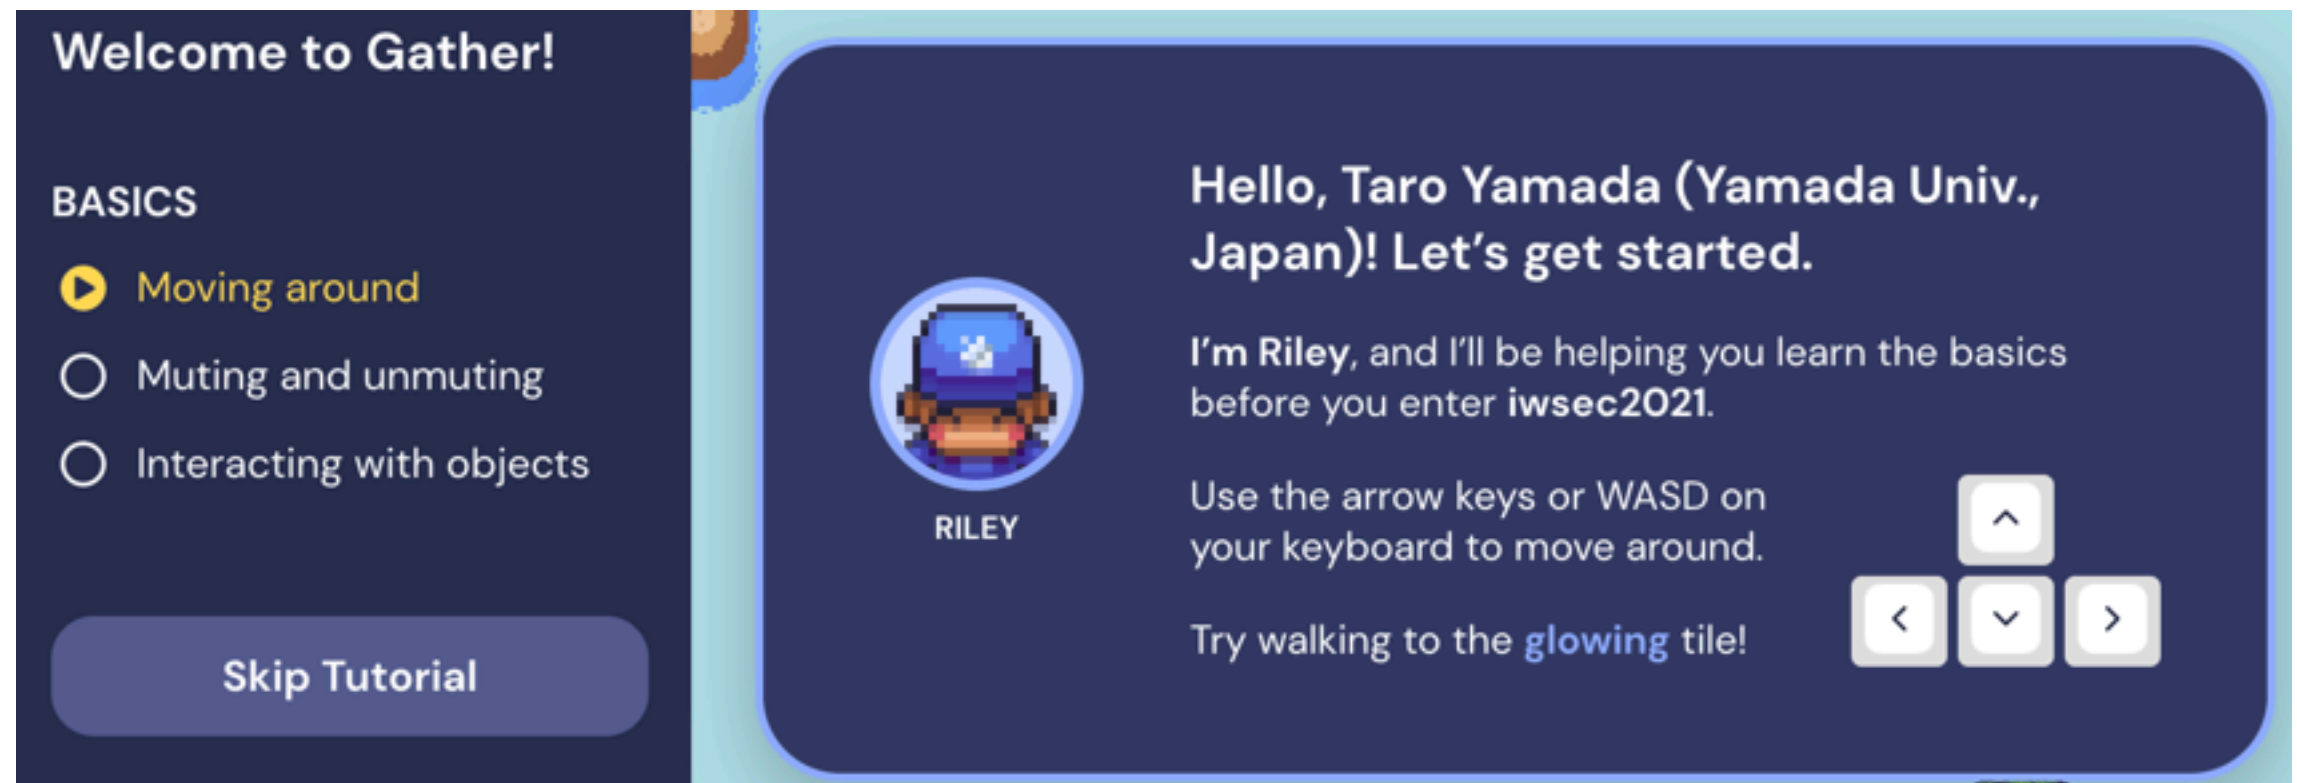 Welcome to Gather!
BASICS
Moving around
Muting and unmuting
Interacting with objects
Skip Tutorial
RILEY
Hello, Taro Yamada (Yamada Univ.,
Japan)! Let’s get started.
I’m Riley, and I’ll be helping you learn the basics
before you enter iwsec2021.
Use the arrow keys or WASD on
your keyboard to move around.
Try walking to the glowing tile!